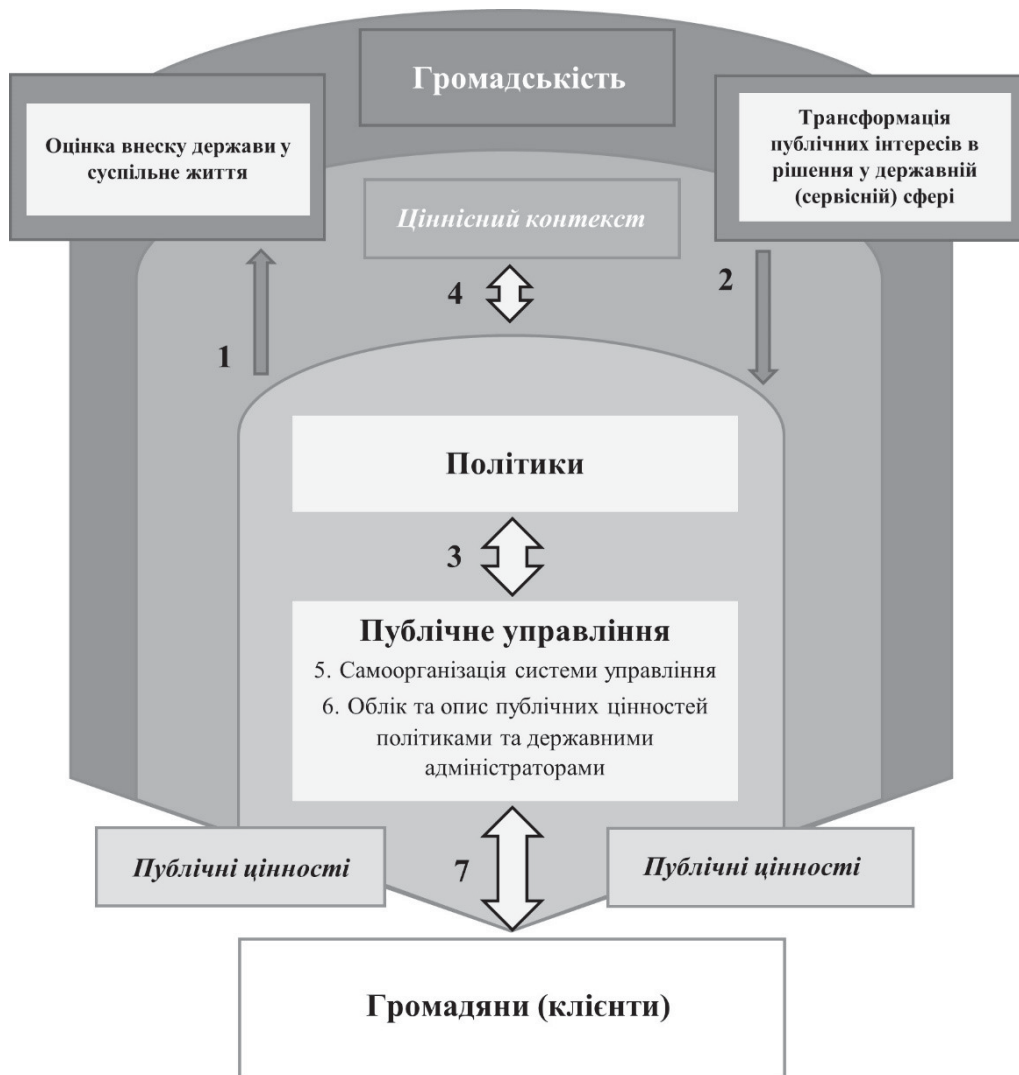 Громадськість
Оцінка внеску держави у
суспільне життя
Трансформація
публічних інтересів в
рішення у державній
(сервісній) сфері
Ціннісний контекст
4
2
1
Політики
3
Публічне управління
5. Самоорганізація системи управління
6. Облік та опис публічних цінностей
політиками та державними
адміністраторами
Публічні цінності
7
Публічні цінності
Громадяни (клієнти)